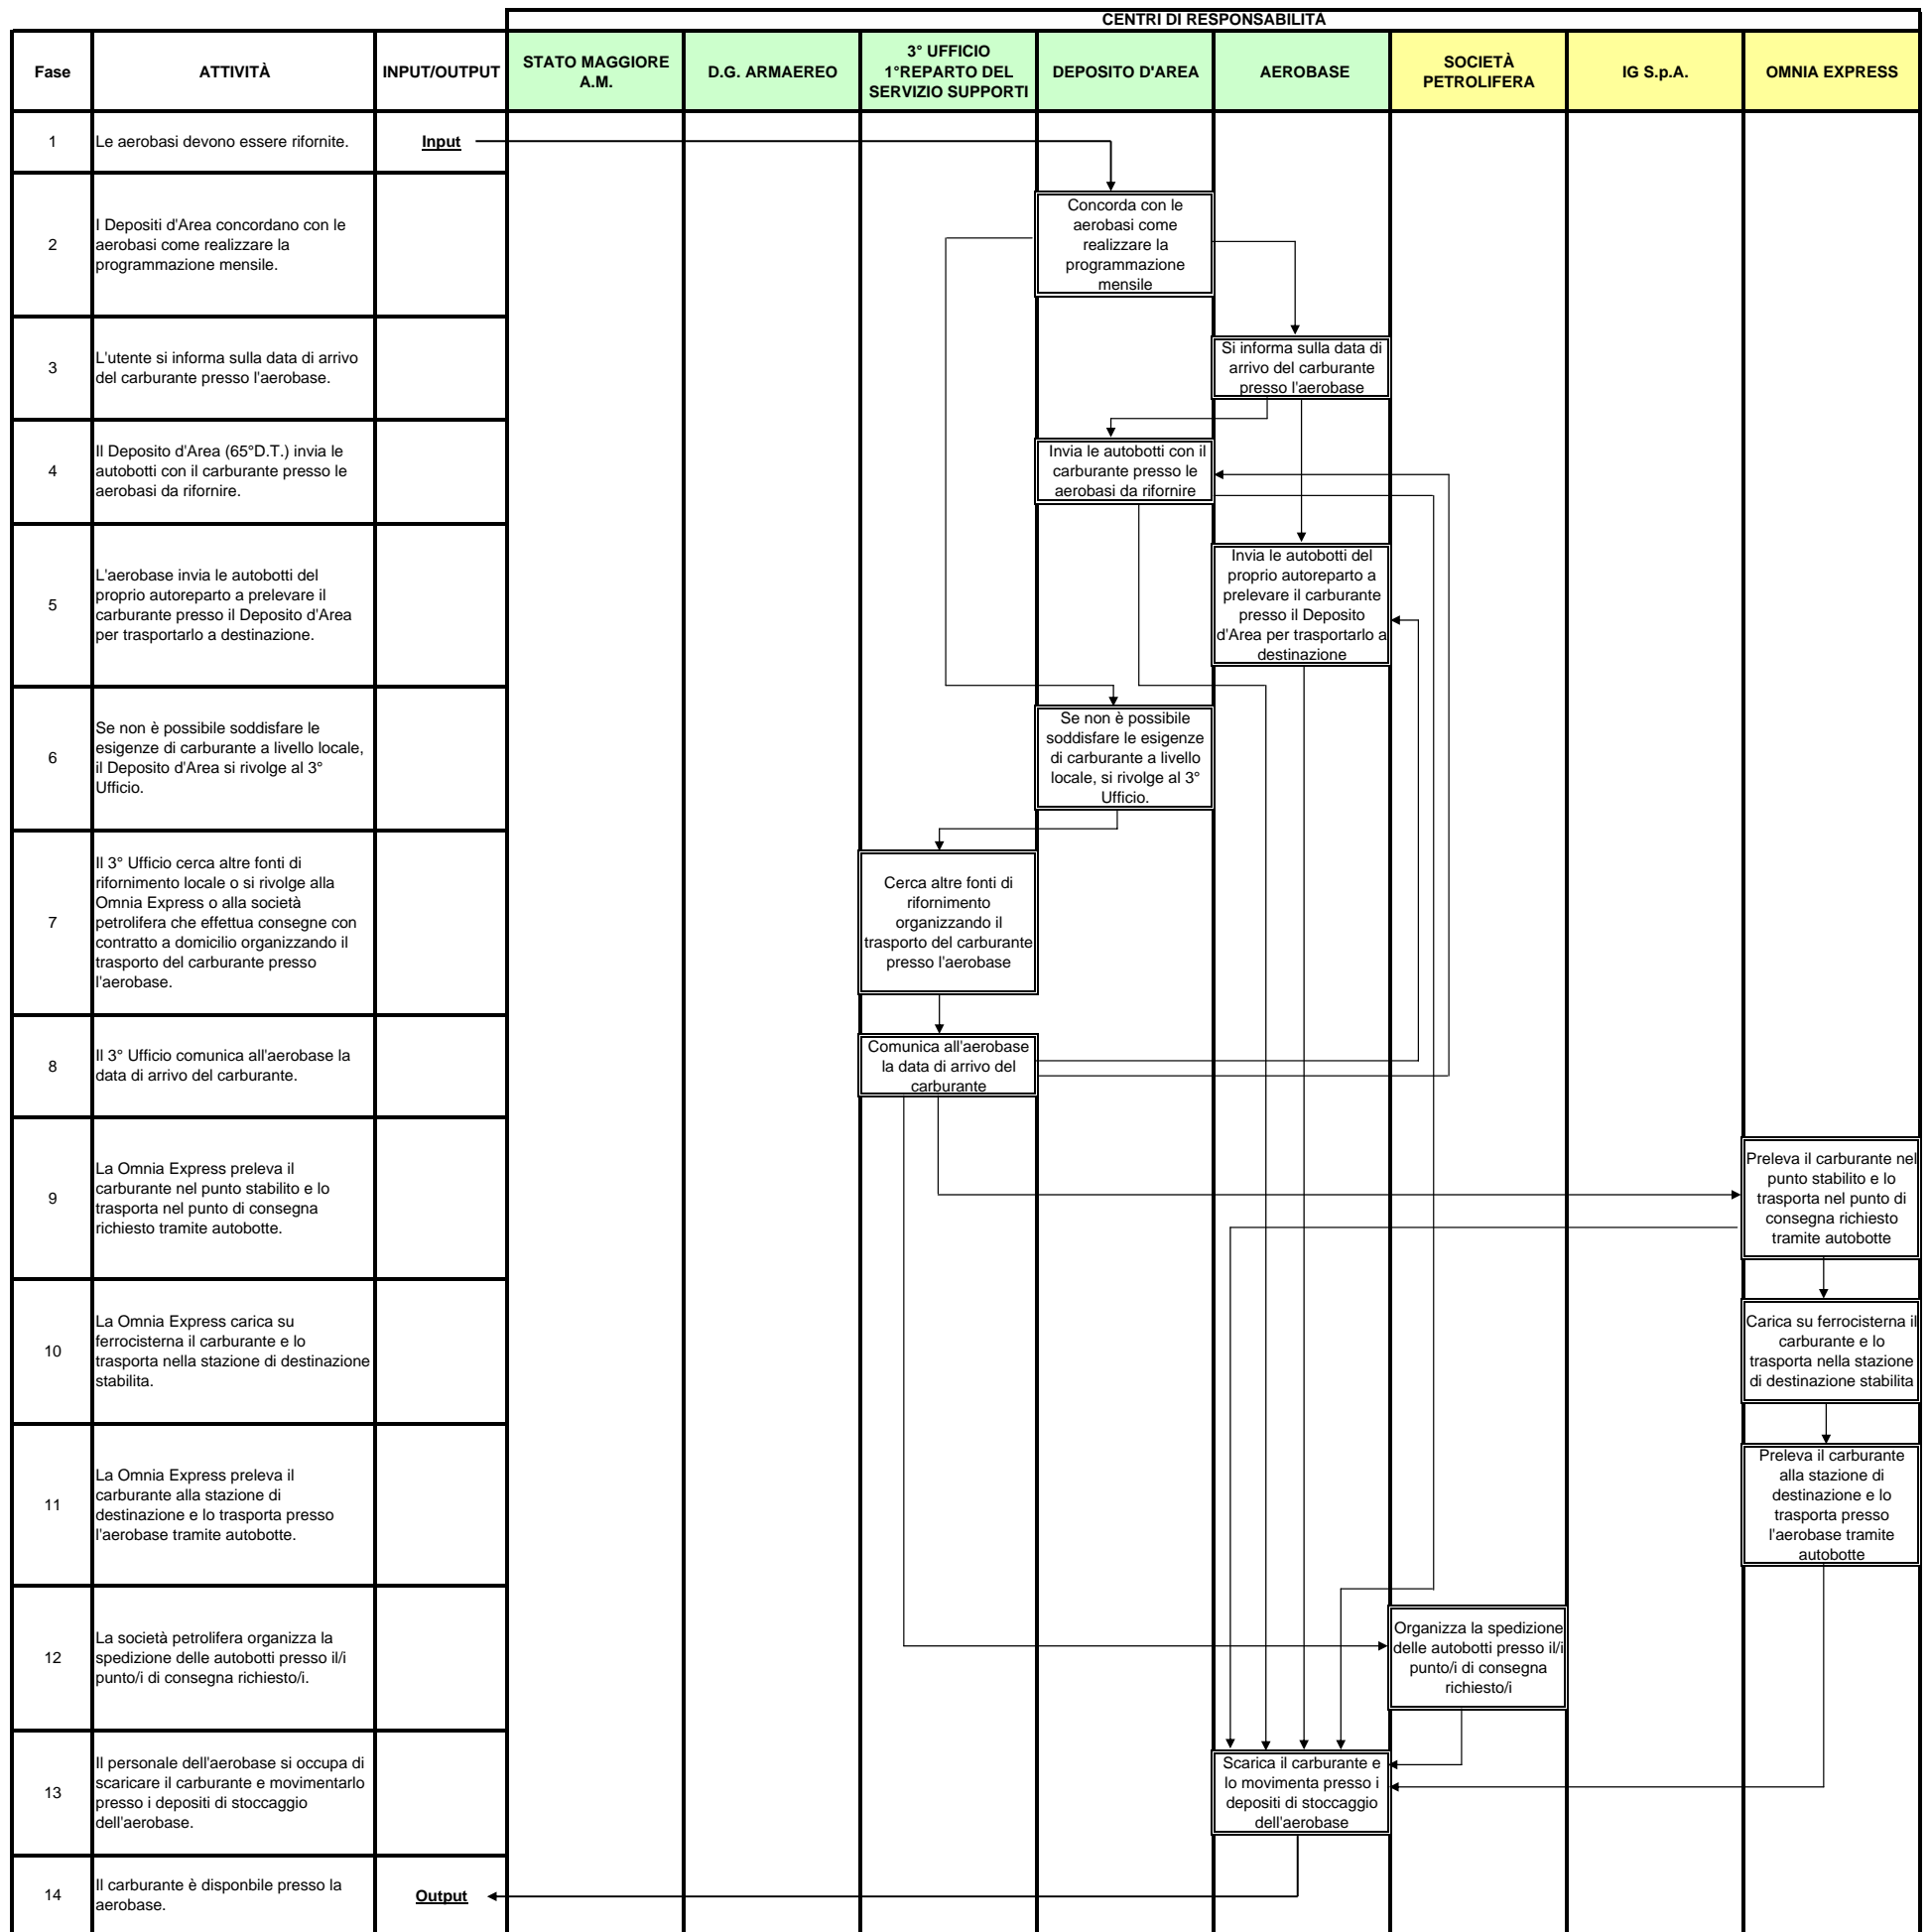 CENTRI DI RESPONSABILITÀ
Fase
ATTIVITÀ
INPUT/OUTPUT
STATO MAGGIORE
A.M.
D.G. ARMAEREO
3° UFFICIO
1°REPARTO DEL
SERVIZIO SUPPORTI
DEPOSITO D'AREA
AEROBASE
SOCIETÀ
PETROLIFERA
IG S.p.A.
OMNIA EXPRESS
1
Le aerobasi devono essere rifornite.
Input
2
I Depositi d'Area concordano con le
aerobasi come realizzare la
programmazione mensile.
Concorda con le
aerobasi come
realizzare la
programmazione
mensile
3
L'utente si informa sulla data di arrivo
del carburante presso l'aerobase.
Si informa sulla data di
arrivo del carburante
presso l'aerobase
4
Il Deposito d'Area (65°D.T.) invia le
autobotti con il carburante presso le
aerobasi da rifornire.
Invia le autobotti con il
carburante presso le
aerobasi da rifornire
5
L'aerobase invia le autobotti del
proprio autoreparto a prelevare il
carburante presso il Deposito d'Area
per trasportarlo a destinazione.
Invia le autobotti del
proprio autoreparto a
prelevare il carburante
presso il Deposito
d'Area per trasportarlo a
destinazione
6
Se non è possibile soddisfare le
esigenze di carburante a livello locale,
il Deposito d'Area si rivolge al 3°
Ufficio.
Se non è possibile
soddisfare le esigenze
di carburante a livello
locale, si rivolge al 3°
Ufficio.
7
Il 3° Ufficio cerca altre fonti di
rifornimento locale o si rivolge alla
Omnia Express o alla società
petrolifera che effettua consegne con
contratto a domicilio organizzando il
trasporto del carburante presso
l'aerobase.
Cerca altre fonti di
rifornimento
organizzando il
trasporto del carburante
presso l'aerobase
8
Il 3° Ufficio comunica all'aerobase la
data di arrivo del carburante.
Comunica all'aerobase
la data di arrivo del
carburante
9
La Omnia Express preleva il
carburante nel punto stabilito e lo
trasporta nel punto di consegna
richiesto tramite autobotte.
Preleva il carburante nel
punto stabilito e lo
trasporta nel punto di
consegna richiesto
tramite autobotte
10
La Omnia Express carica su
ferrocisterna il carburante e lo
trasporta nella stazione di destinazione
stabilita.
Carica su ferrocisterna il
carburante e lo
trasporta nella stazione
di destinazione stabilita
11
La Omnia Express preleva il
carburante alla stazione di
destinazione e lo trasporta presso
l'aerobase tramite autobotte.
Preleva il carburante
alla stazione di
destinazione e lo
trasporta presso
l'aerobase tramite
autobotte
12
La società petrolifera organizza la
spedizione delle autobotti presso il/i
punto/i di consegna richiesto/i.
Organizza la spedizione
delle autobotti presso il/i
punto/i di consegna
richiesto/i
13
Il personale dell'aerobase si occupa di
scaricare il carburante e movimentarlo
presso i depositi di stoccaggio
dell'aerobase.
Scarica il carburante e
lo movimenta presso i
depositi di stoccaggio
dell'aerobase
14
Il carburante è disponbile presso la
aerobase.
Output